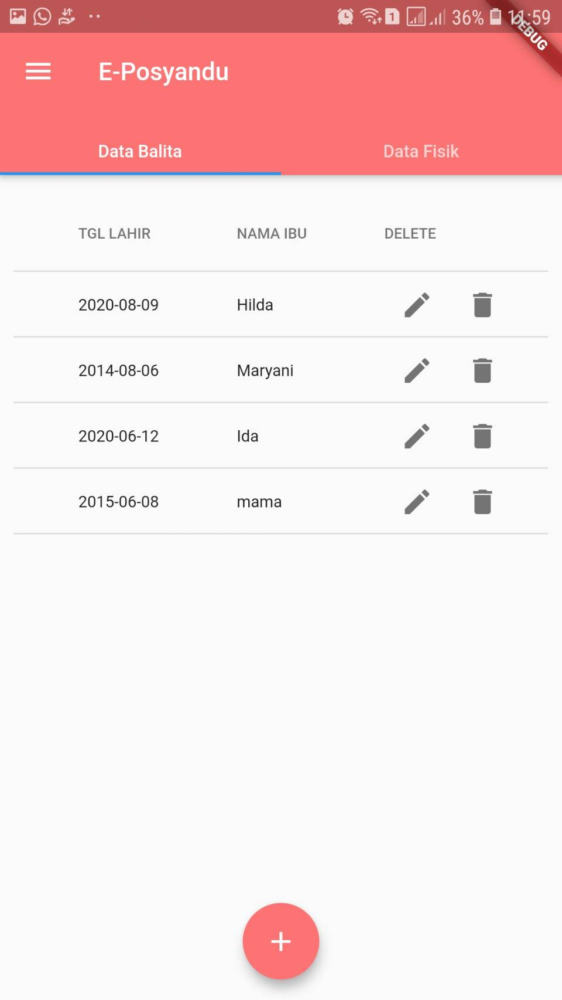 1 36% 11:59
DEBUG
E-Posyandu
Data Balita Data Fisik
TGL LAHIR NAMA IBU DELETE
2020-08-09 Hilda
2014-08-06 Maryani
2020-06-12 Ida
2015-06-08 mama
+